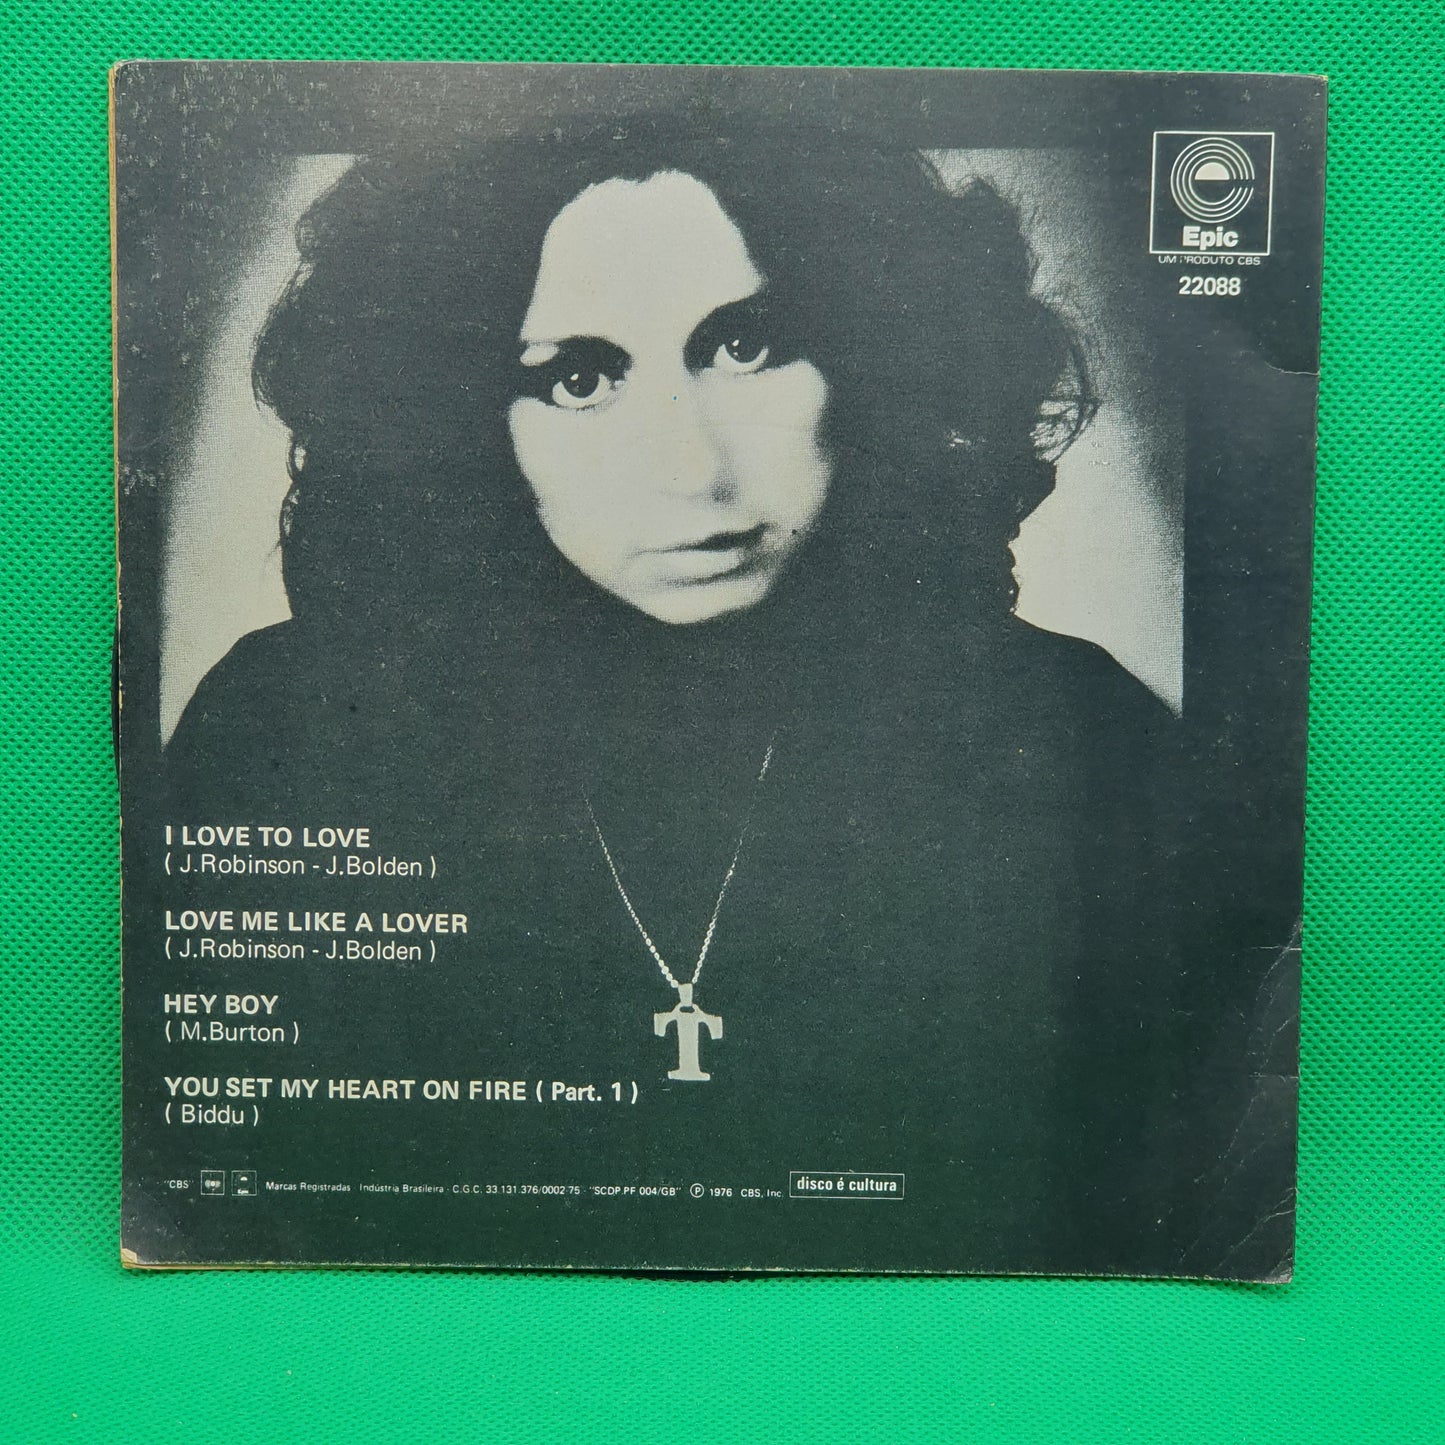 Epic
UM PRODUTO CBS
22088
I LOVE TO LOVE
( J.Robinson - J.Bolden )
LOVE ME LIKE A LOVER
( J.Robinson - J.Bolden )
HEY BOY
( M.Burton )
YOU SET MY HEART ON FIRE ( Part. 1 )
( Biddu )
"CBS" Epic Marcas Registradas - Indústria Brasileira - C.G.C. 33.131.376/0002-75 - "SCDP PF 004/GB" Ⓟ 1976 CBS, Inc. disco é cultura
T